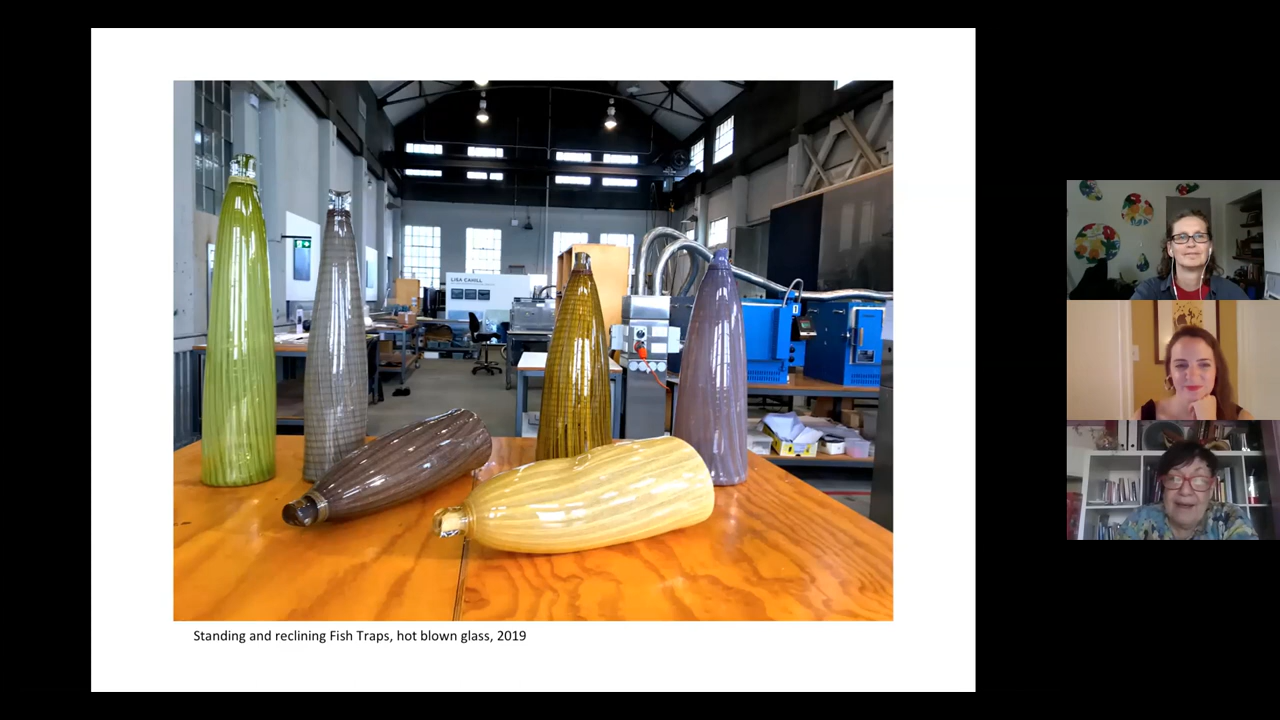 LISA CAHILL
Standing and reclining Fish Traps, hot blown glass, 2019